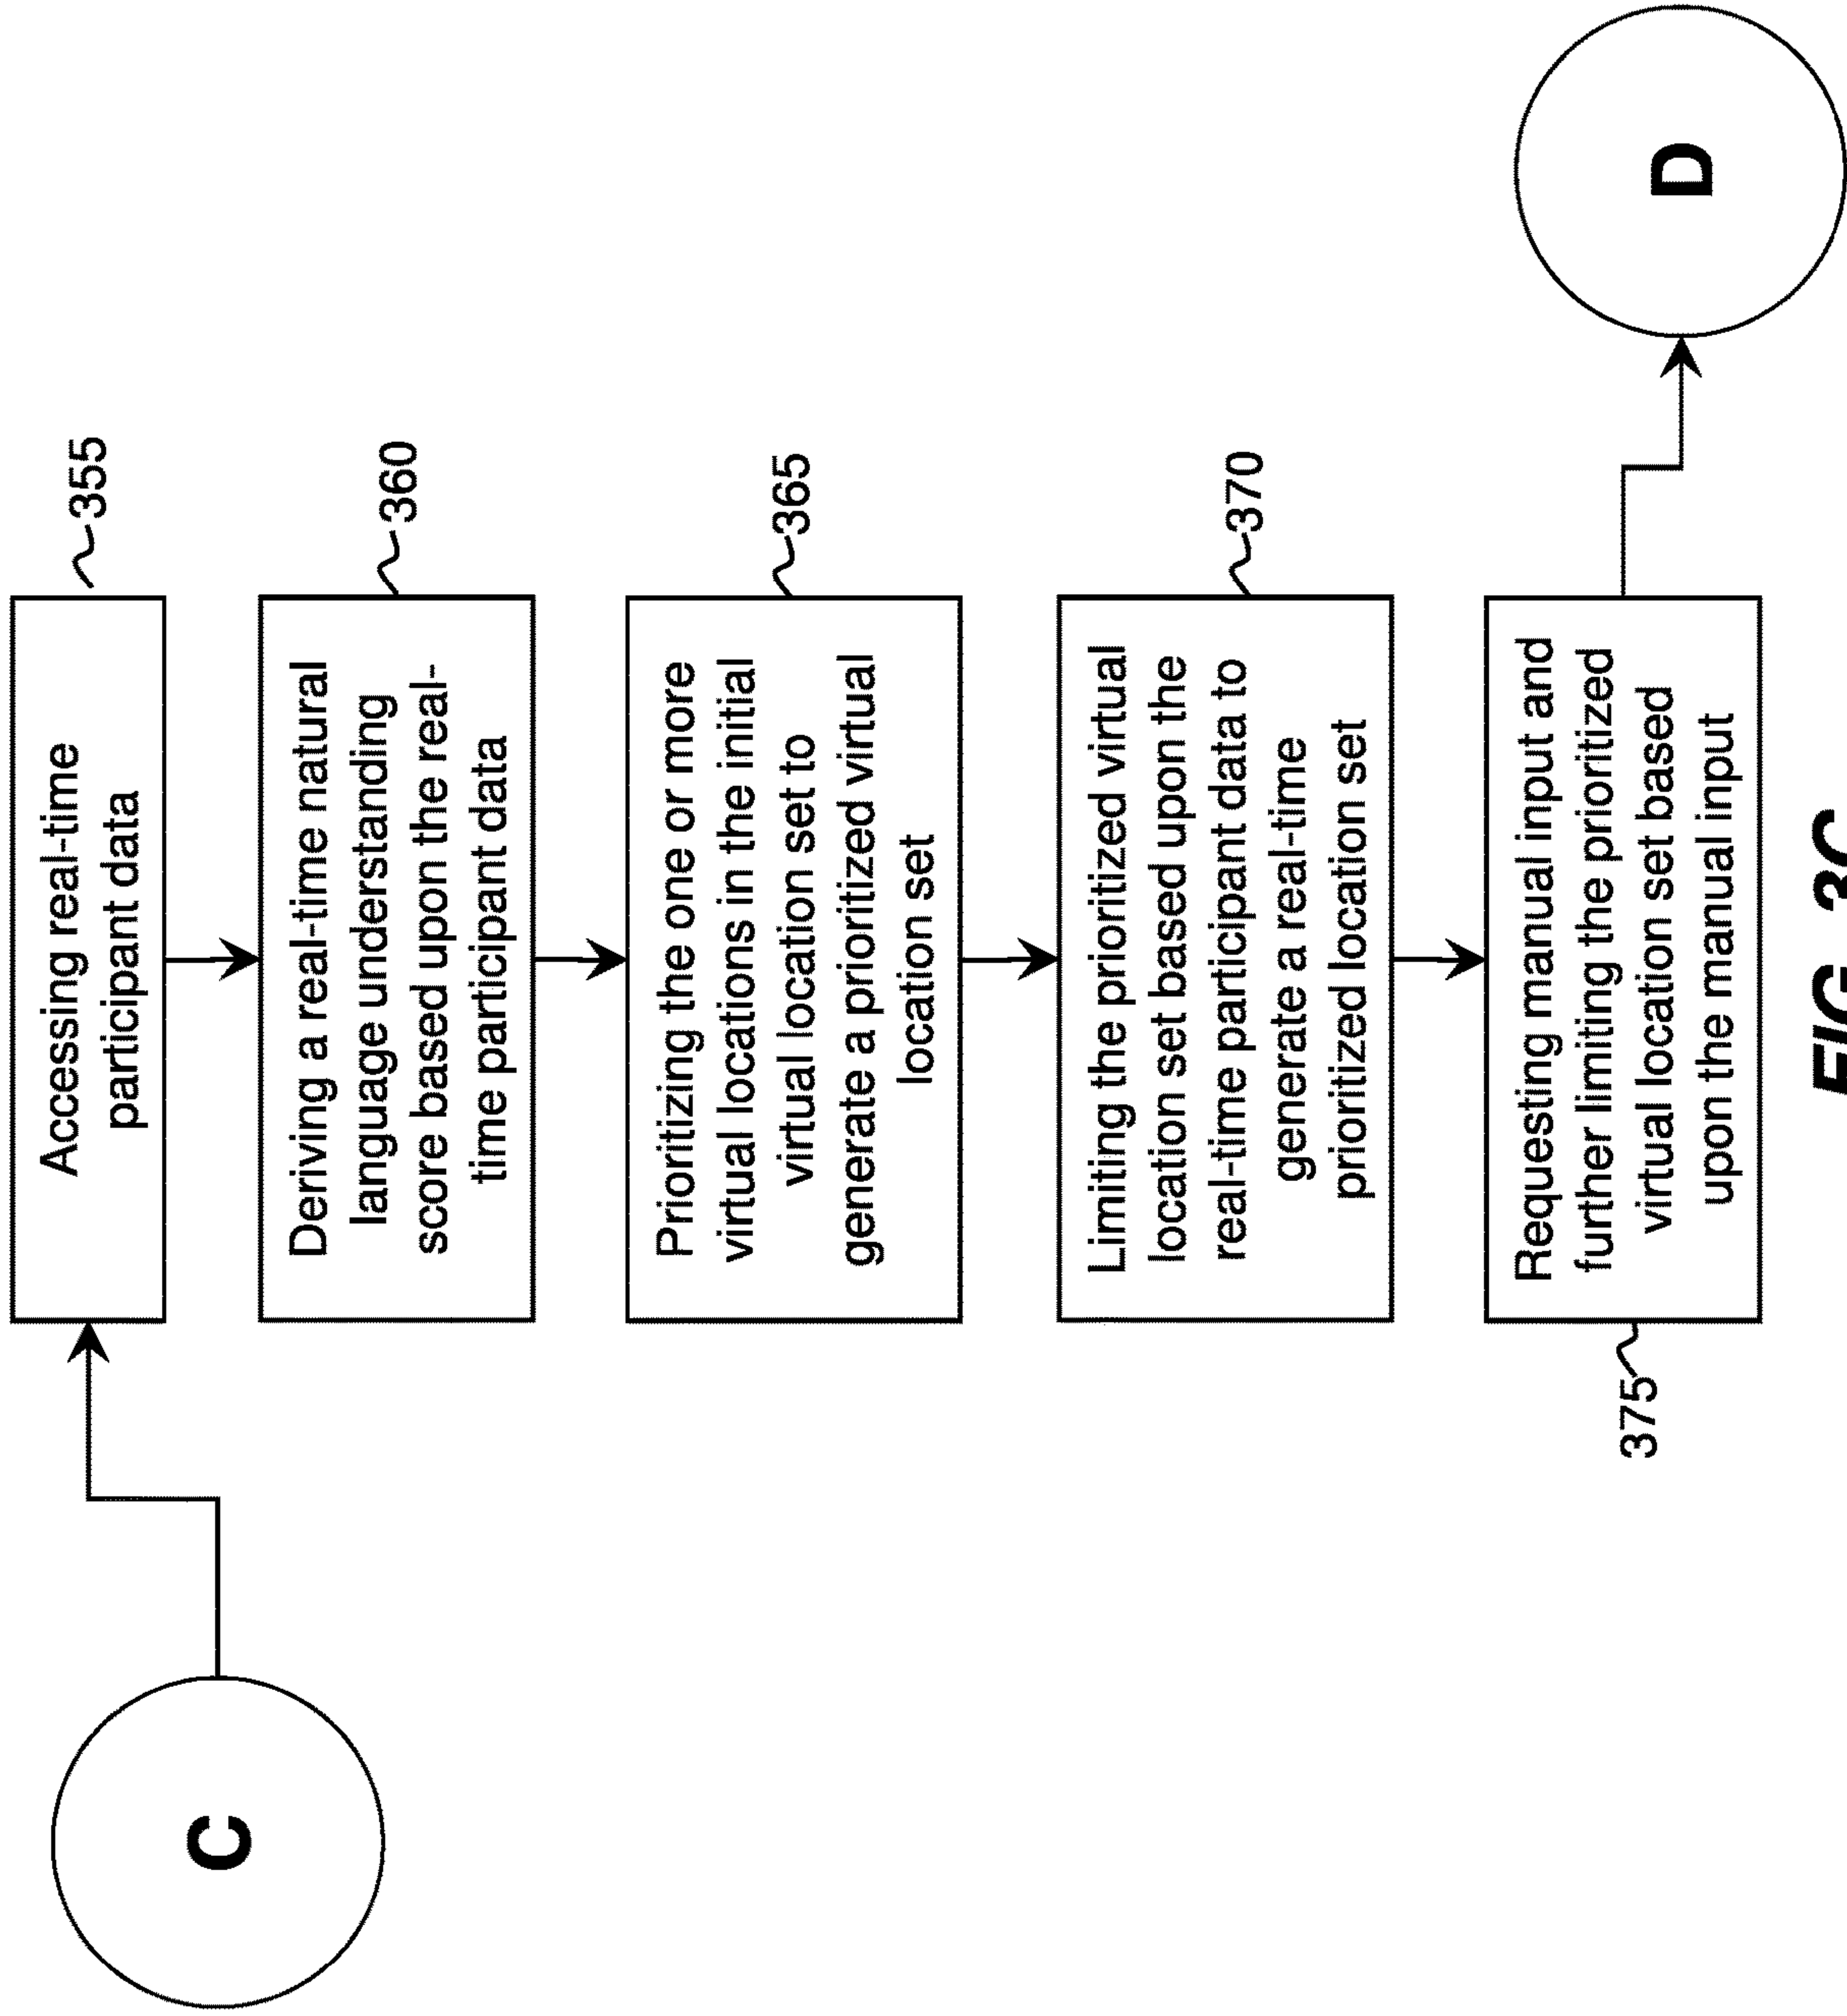 C
Accessing real-time
participant data
355
Deriving a real-time natural
language understanding
score based upon the real-
time participant data
360
Prioritizing the one or more
virtual locations in the initial
virtual location set to
generate a prioritized virtual
location set
365
Limiting the prioritized virtual
location set based upon the
real-time participant data to
generate a real-time
prioritized location set
370
Requesting manual input and
further limiting the prioritized
virtual location set based
upon the manual input
375
D
FIG. 3C